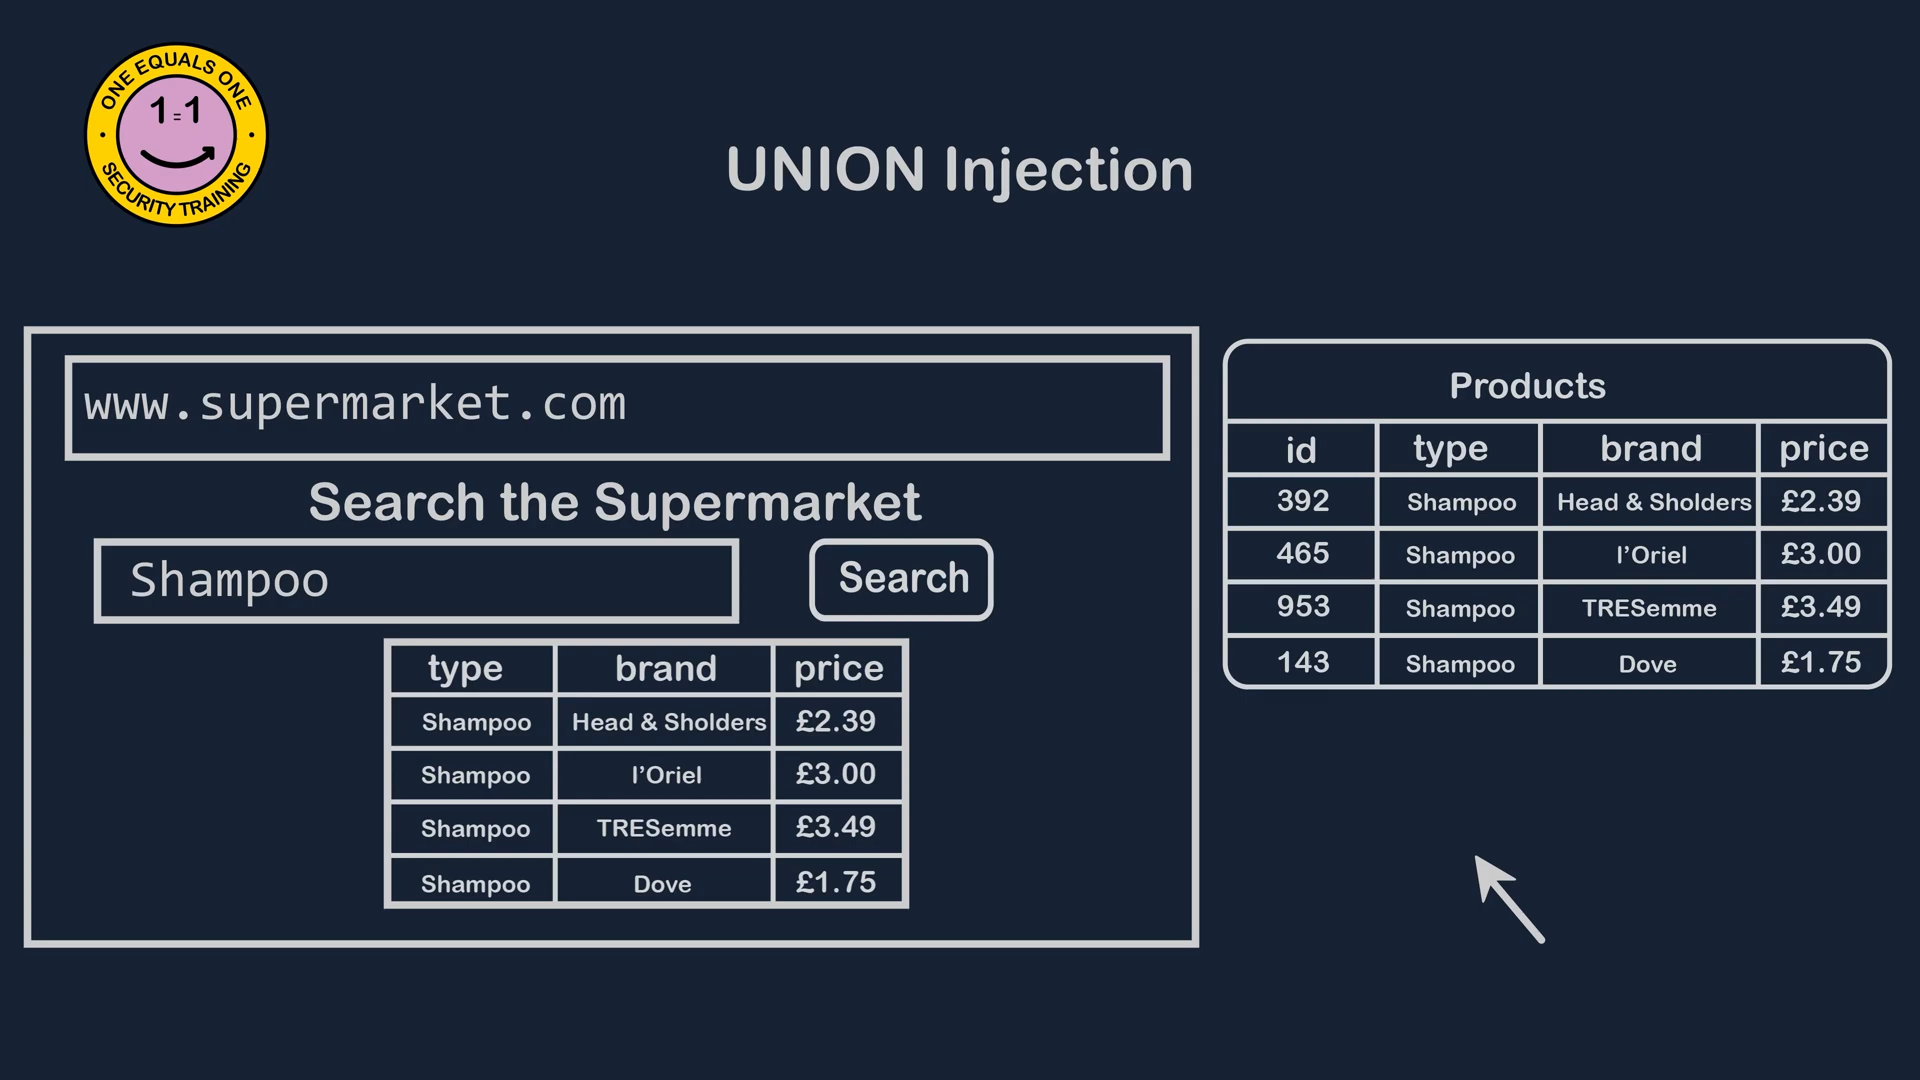 ONE EQUALS ONE
1=1
SECURITY TRAINING
UNION Injection
www.supermarket.com
Search the Supermarket
Shampoo
Search
type brand price
Shampoo Head & Sholders £2.39
Shampoo l’Oriel £3.00
Shampoo TRESemme £3.49
Shampoo Dove £1.75
Products
id type brand price
392 Shampoo Head & Sholders £2.39
465 Shampoo l’Oriel £3.00
953 Shampoo TRESemme £3.49
143 Shampoo Dove £1.75